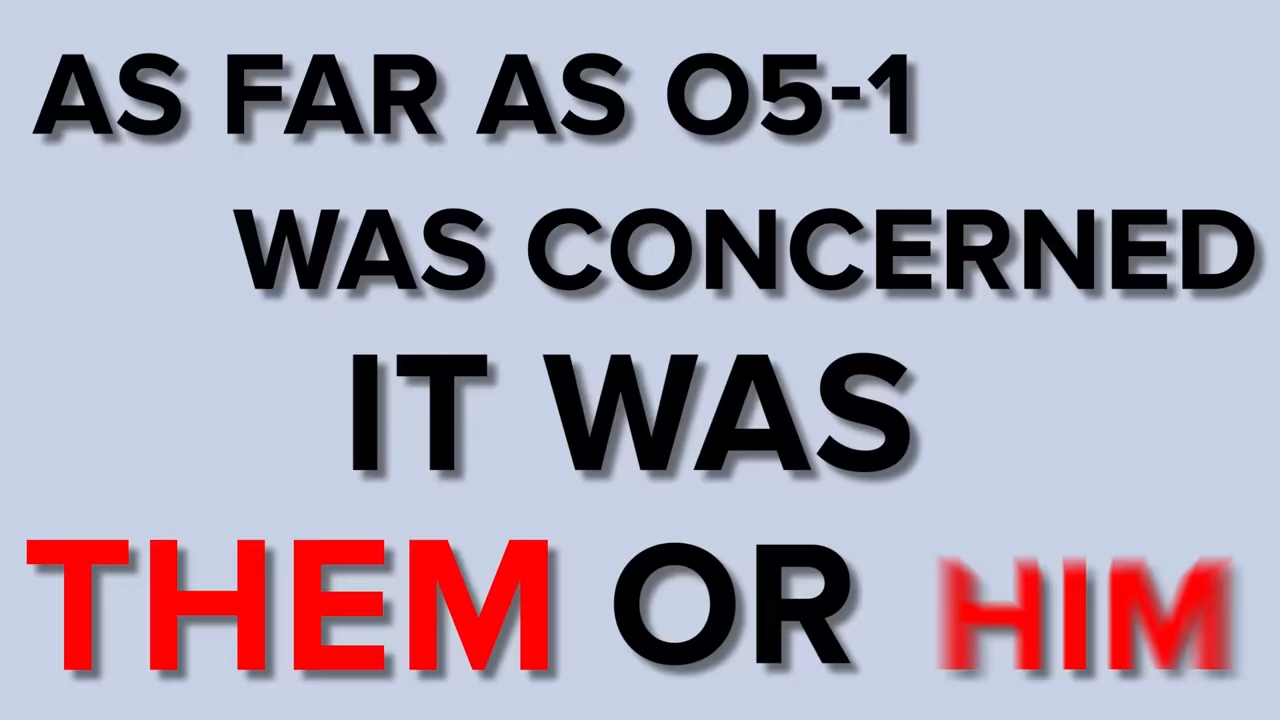 AS FAR AS O5-1
WAS CONCERNED
IT WAS
THEM OR HIM